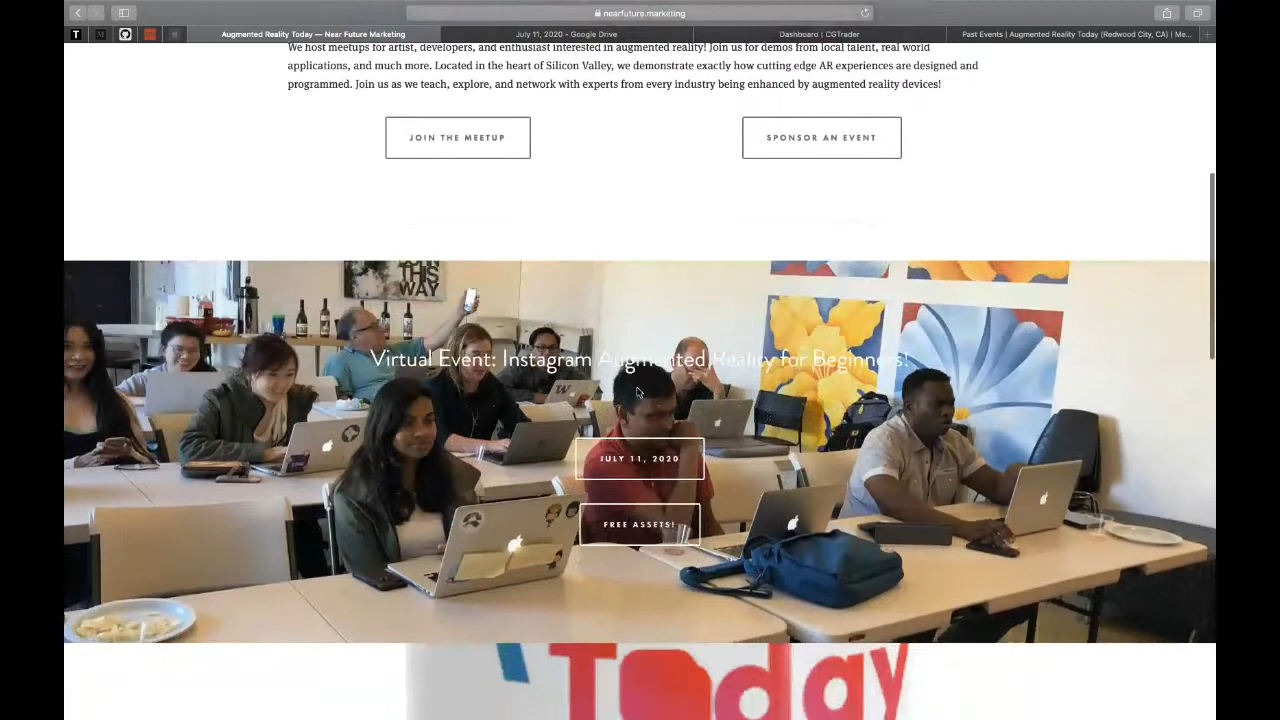 nearfuture.marketing
T
Augmented Reality Today — Near Future Marketing
July 11, 2020 - Google Drive
Dashboard | CGTrader
Past Events | Augmented Reality Today (Redwood City, CA) | Me...
We host meetups for artist, developers, and enthusiast interested in augmented reality! Join us for demos from local talent, real world
applications, and much more. Located in the heart of Silicon Valley, we demonstrate exactly how cutting edge AR experiences are designed and
programmed. Join us as we teach, explore, and network with experts from every industry being enhanced by augmented reality devices!
JOIN THE MEETUP
SPONSOR AN EVENT
THIS
WAY
Virtual Event: Instagram Augmented Reality for Beginners!
W
JULY 11, 2020
FREE ASSETS!
Today